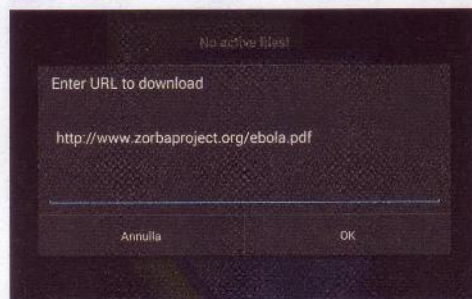 No active files!
Enter URL to download
http://www.zorbaproject.org/ebola.pdf
Annulla
OK